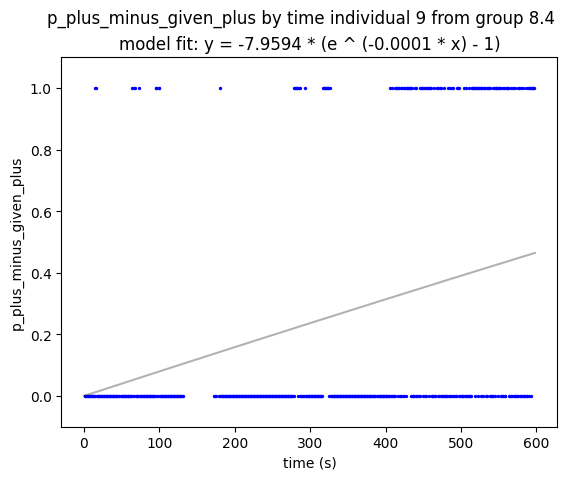 p_plus_minus_given_plus by time individual 9 from group 8.4
model fit: y = -7.9594 * (e ^ (-0.0001 * x) - 1)
1.0
0.8
0.6
0.4
0.2
0.0
p_plus_minus_given_plus
0 100 200 300 400 500 600
time (s)